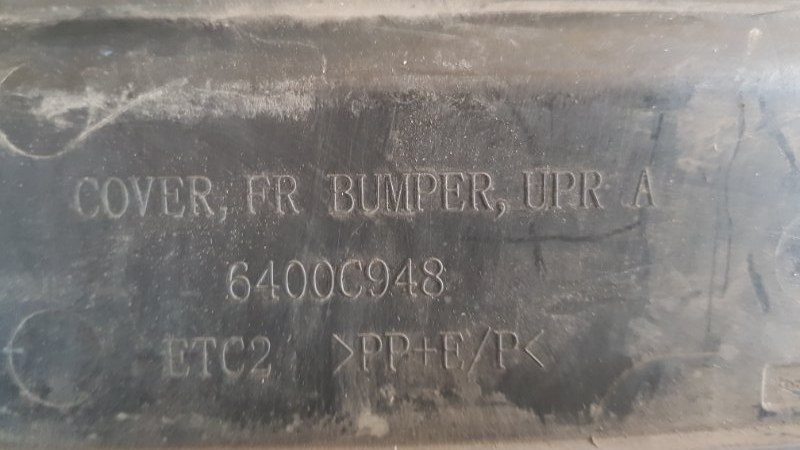 COVER, FR BUMPER, UPR A
6400C948
ETC2 >PP+E/P<